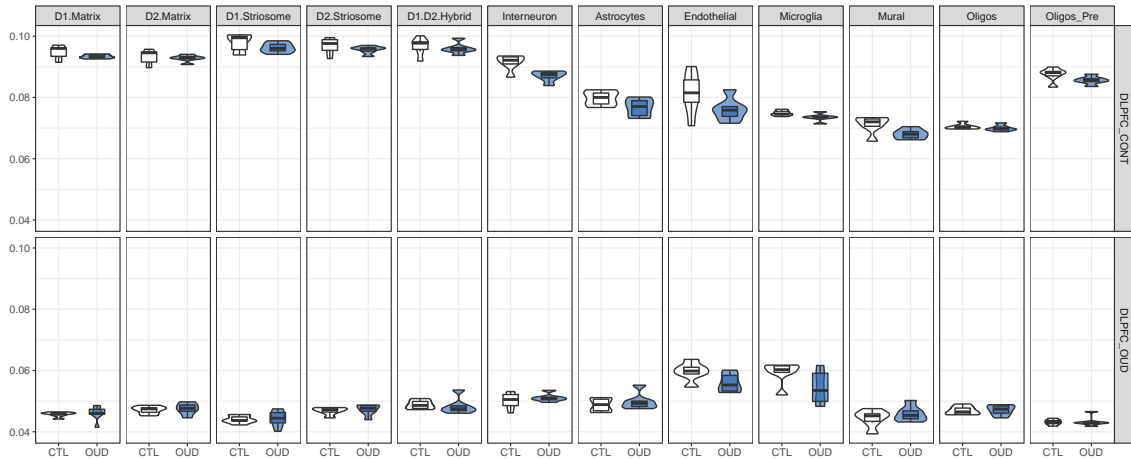 D1.Matrix D2.Matrix D1.Striosome D2.Striosome D1.D2.Hybrid Interneuron Astrocytes Endothelial Microglia Mural Oligos Oligos_Pre
0.10
0.08
0.06
0.04
DLPFC_CONT
0.10
0.08
0.06
0.04
DLPFC_OUD
CTL OUD CTL OUD CTL OUD CTL OUD CTL OUD CTL OUD CTL OUD CTL OUD CTL OUD CTL OUD CTL OUD CTL OUD